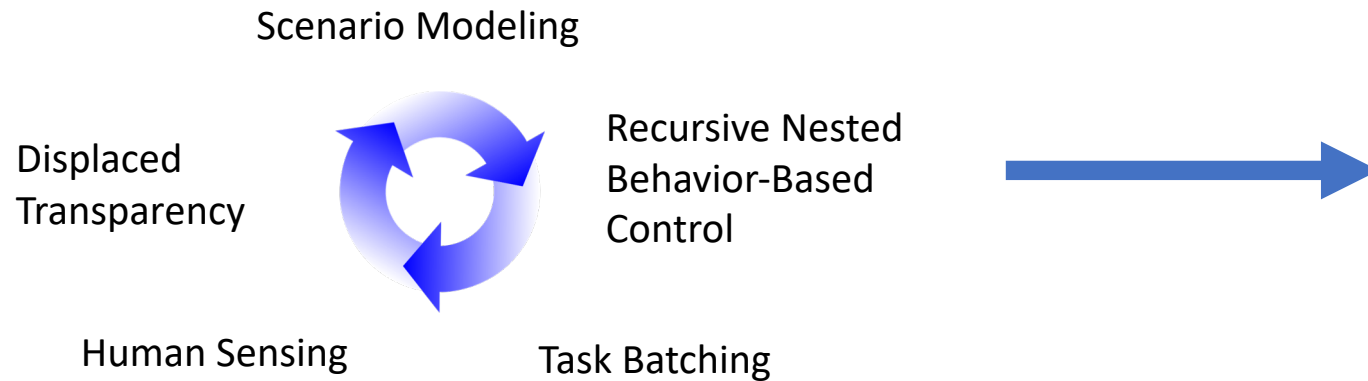 Scenario Modeling
Displaced
Transparency
Recursive Nested
Behavior-Based
Control
Human Sensing
Task Batching